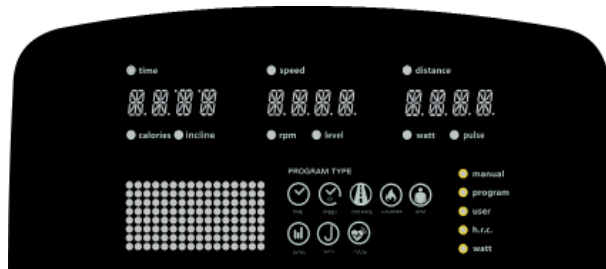 time speed distance
calories incline rpm level watt pulse
PROGRAM TYPE
manual
program
user
h.r.c.
watt